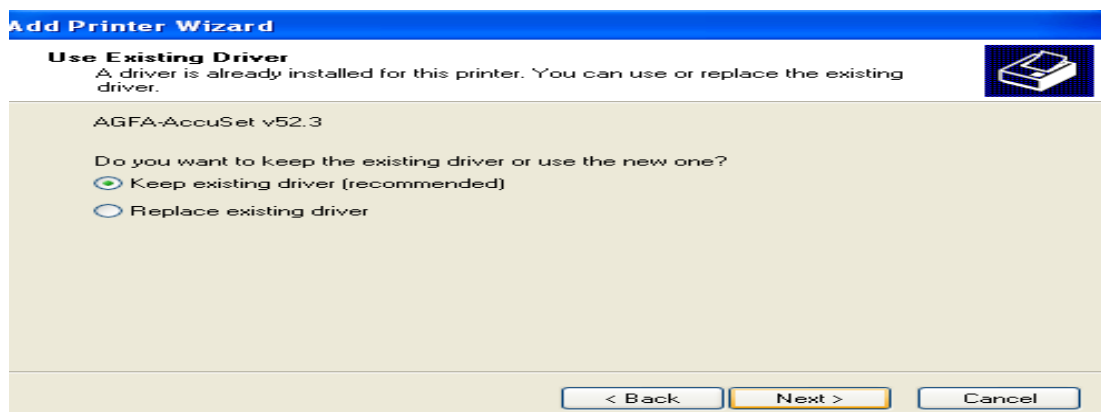 Add Printer Wizard
Use Existing Driver
A driver is already installed for this printer. You can use or replace the existing
driver.
AGFA-AccuSet v52.3
Do you want to keep the existing driver or use the new one?
Keep existing driver (recommended)
Replace existing driver
< Back
Next >
Cancel